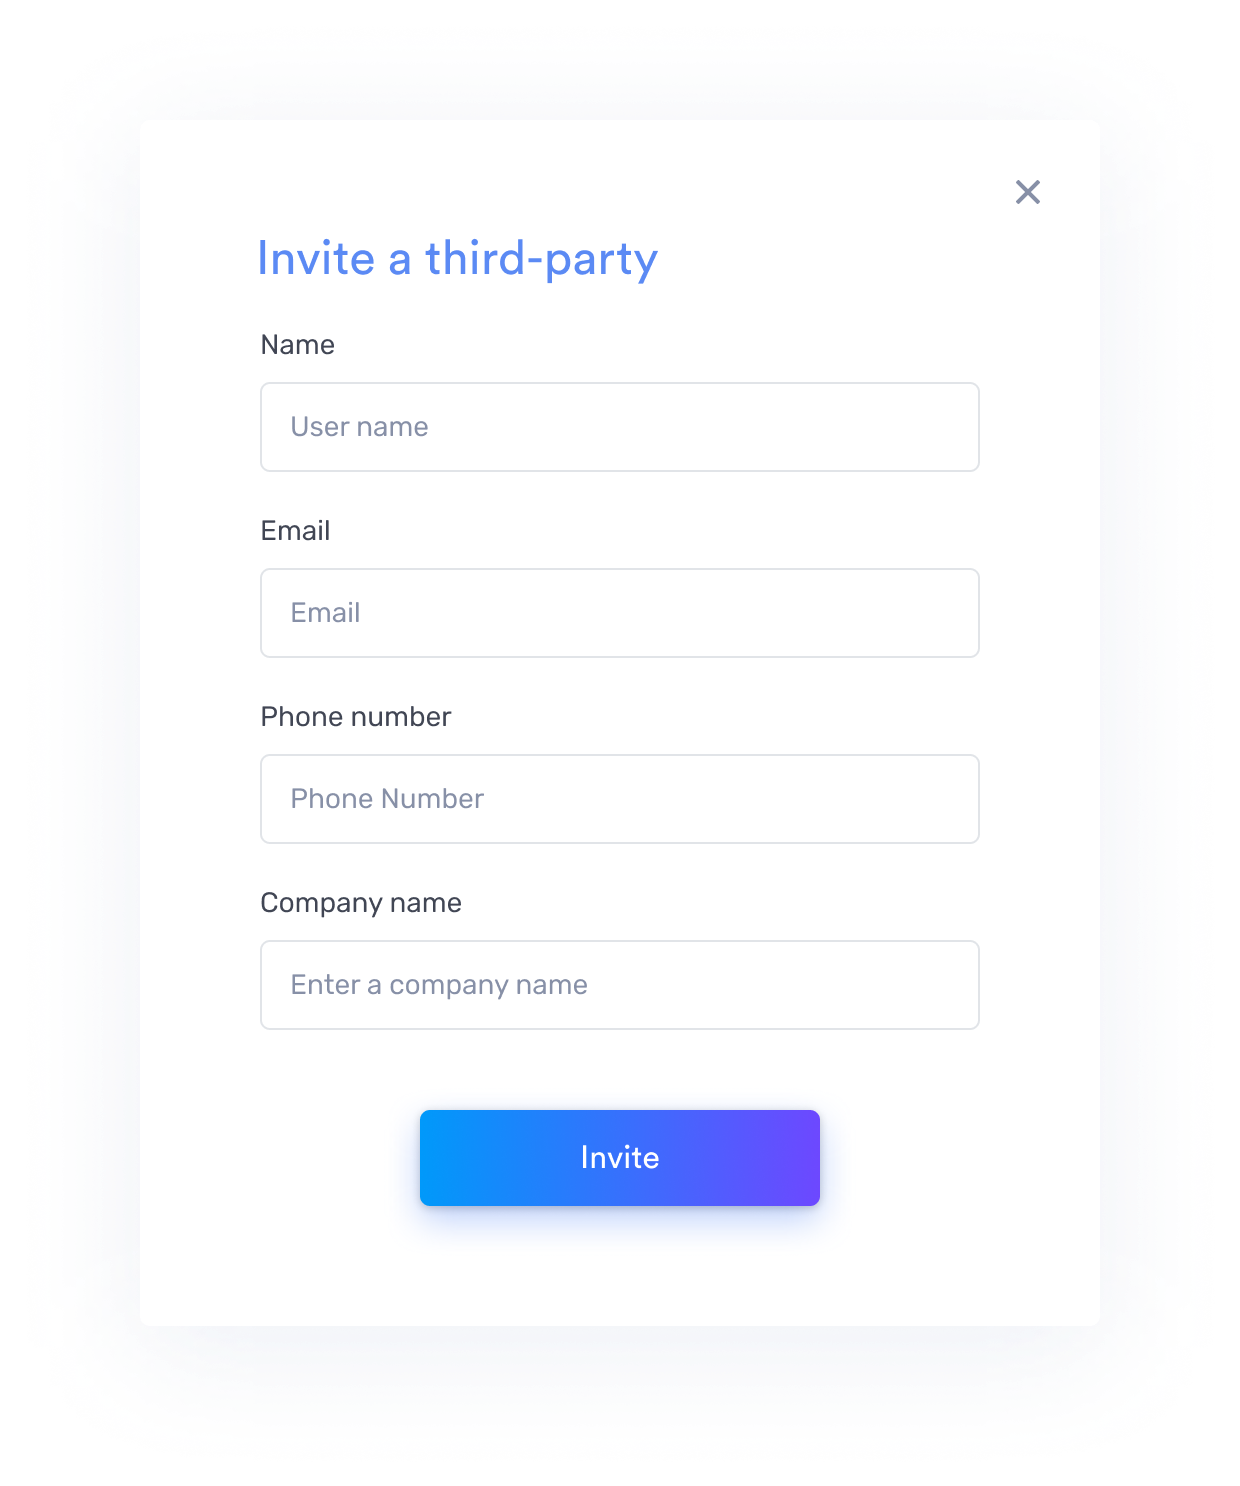 Invite a third-party
Name
User name
Email
Email
Phone number
Phone Number
Company name
Enter a company name
Invite